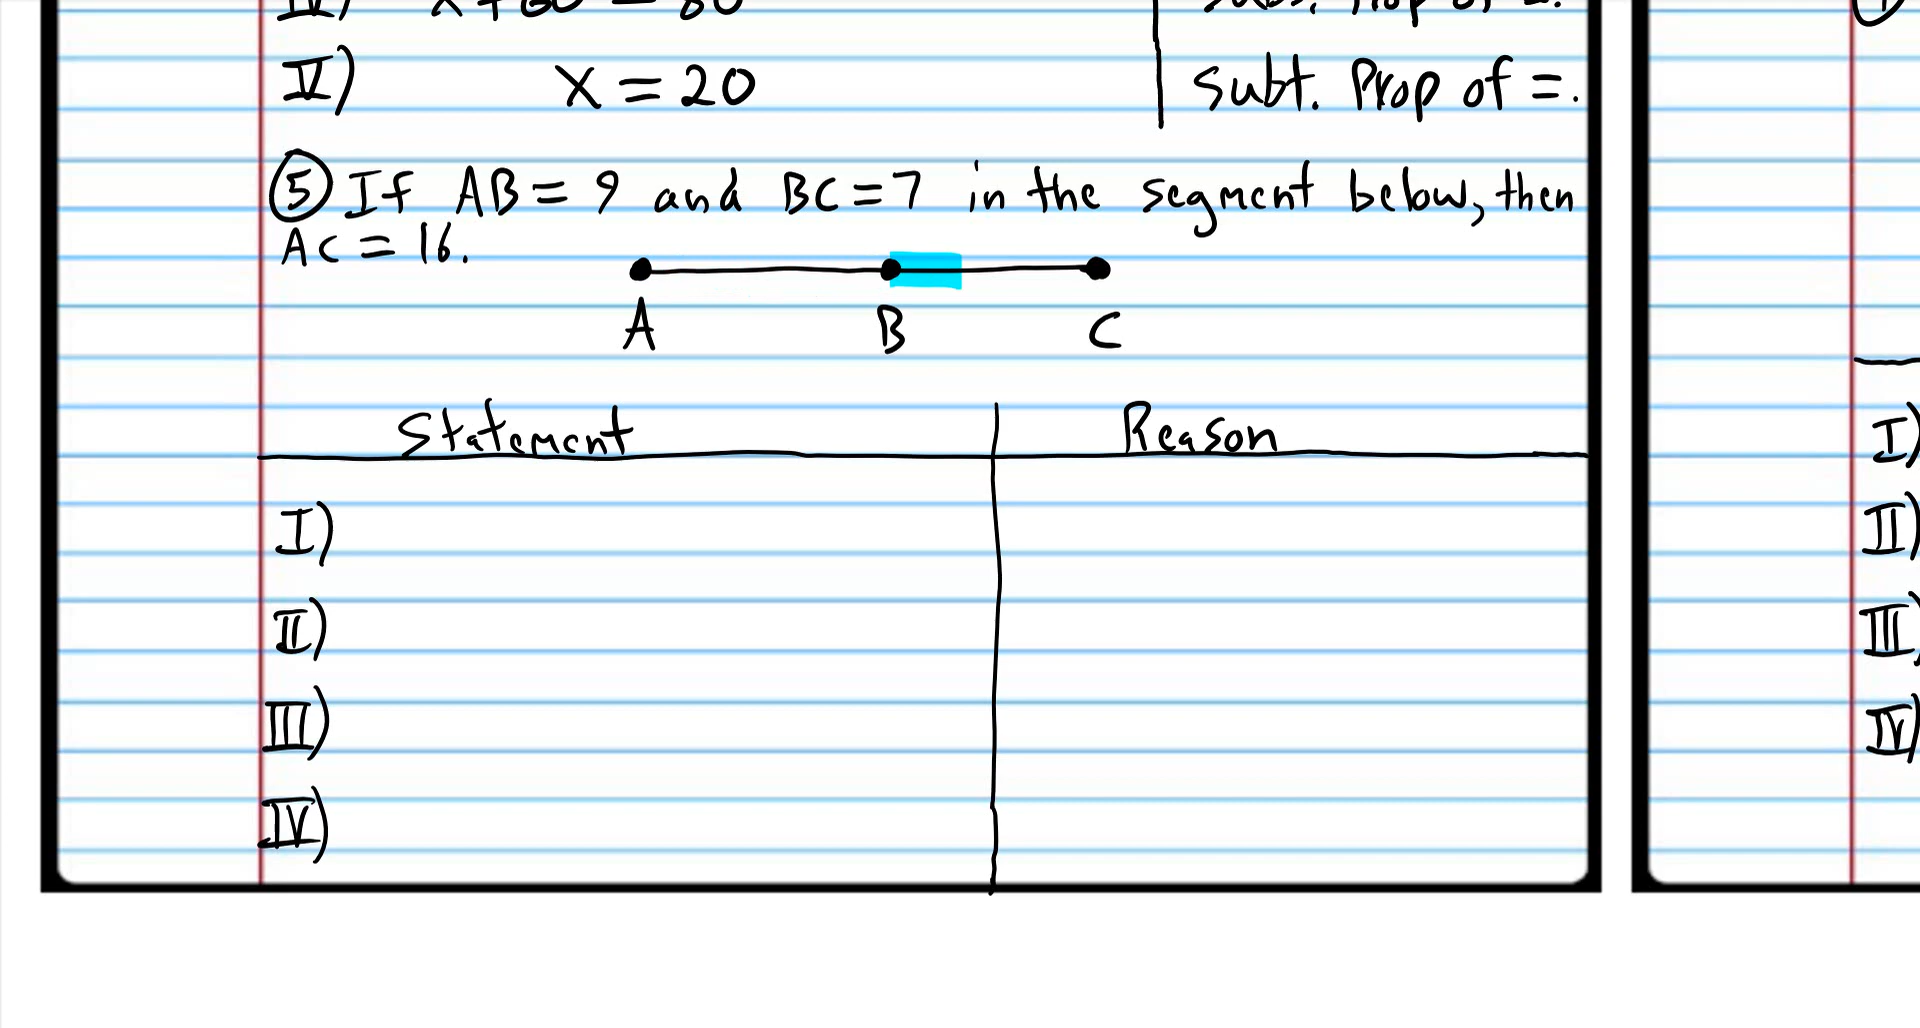 V) X = 20 Subt. Prop of =.
⑤ If AB = 9 and BC = 7 in the segment below, then
AC = 16.
A B C
Statement Reason
I)
II)
III)
IV)
I)
II)
III)
IV)